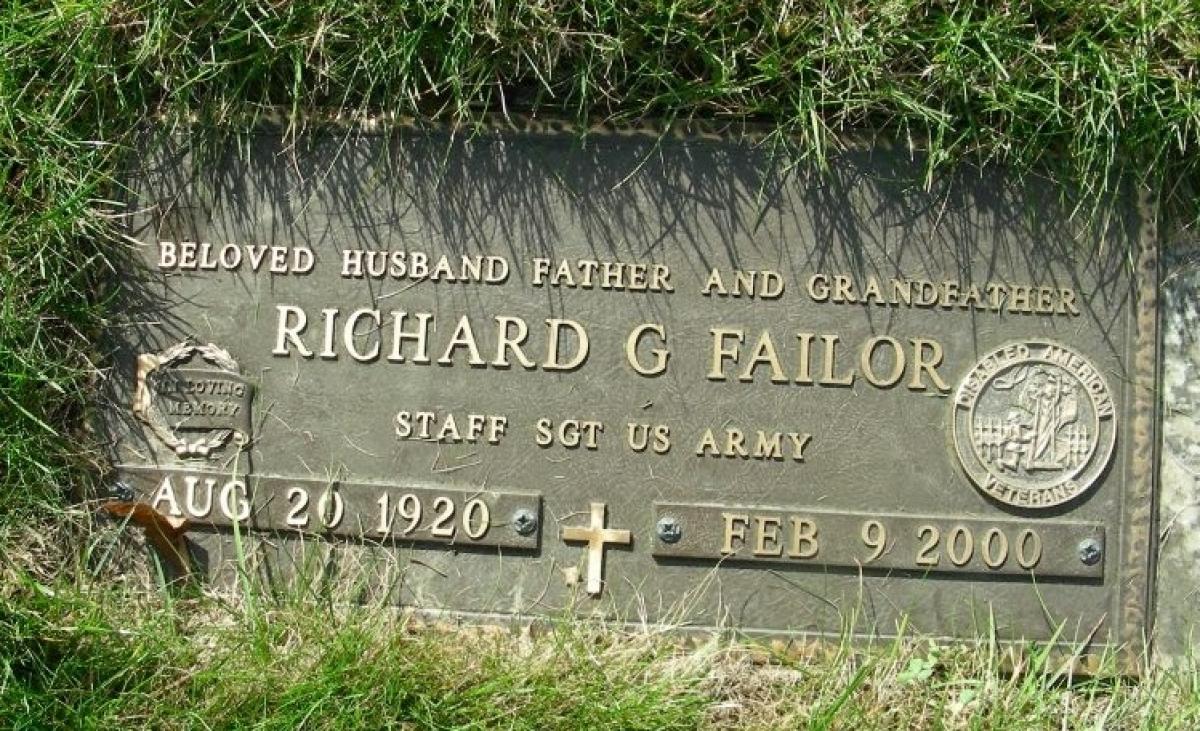 BELOVED HUSBAND FATHER AND GRANDFATHER
RICHARD G FAILOR
IN LOVING
MEMORY
STAFF SGT US ARMY
DISABLED AMERICAN
VETERANS
AUG 20 1920
FEB 9 2000